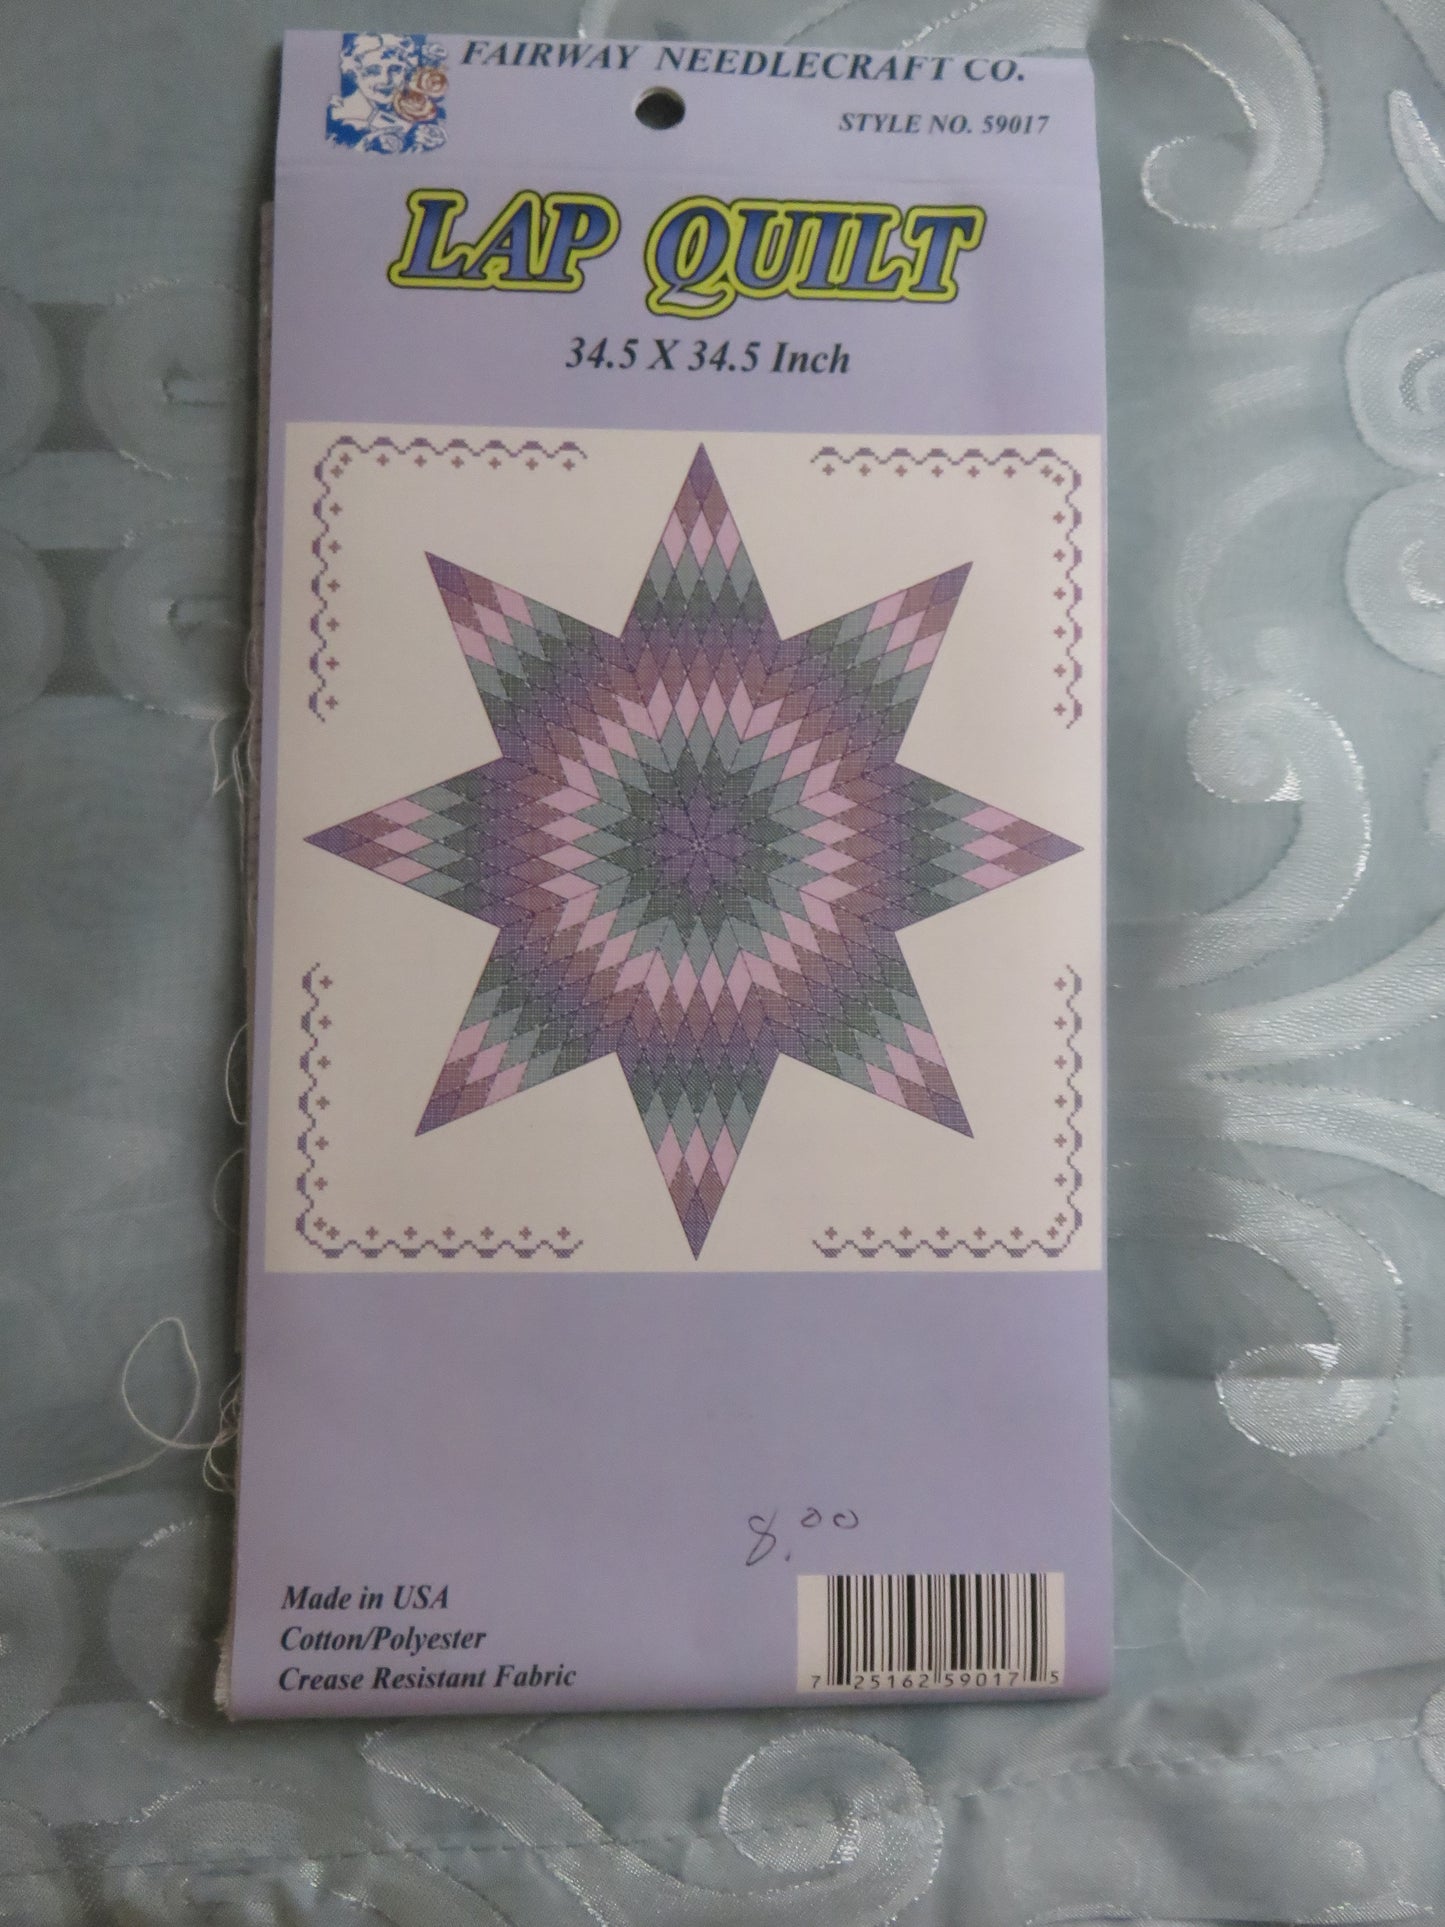 FAIRWAY NEEDLECRAFT CO.
STYLE NO. 59017
LAP QUILT
34.5 X 34.5 Inch
8.00
Made in USA
Cotton/Polyester
Crease Resistant Fabric
7 25162 59017 5